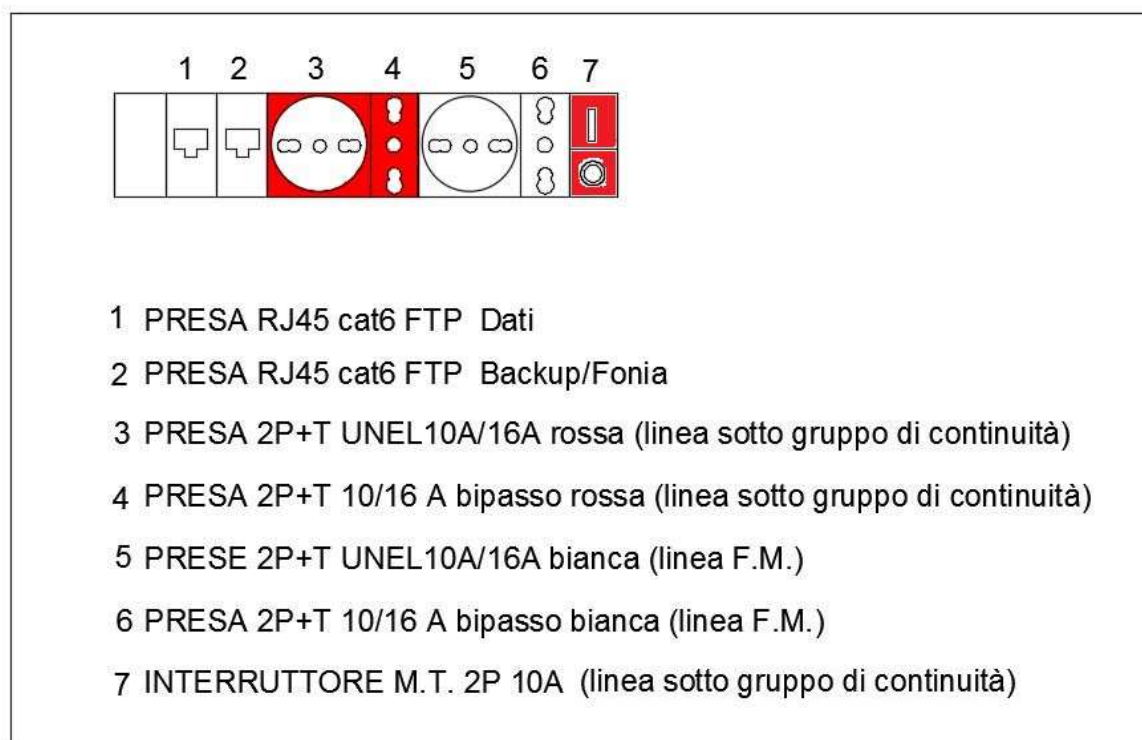 1 2 3 4 5 6 7
1 PRESA RJ45 cat6 FTP Dati
2 PRESA RJ45 cat6 FTP Backup/Fonia
3 PRESA 2P+T UNEL10A/16A rossa (linea sotto gruppo di continuità)
4 PRESA 2P+T 10/16 A bipasso rossa (linea sotto gruppo di continuità)
5 PRESE 2P+T UNEL10A/16A bianca (linea F.M.)
6 PRESA 2P+T 10/16 A bipasso bianca (linea F.M.)
7 INTERRUTTORE M.T. 2P 10A (linea sotto gruppo di continuità)